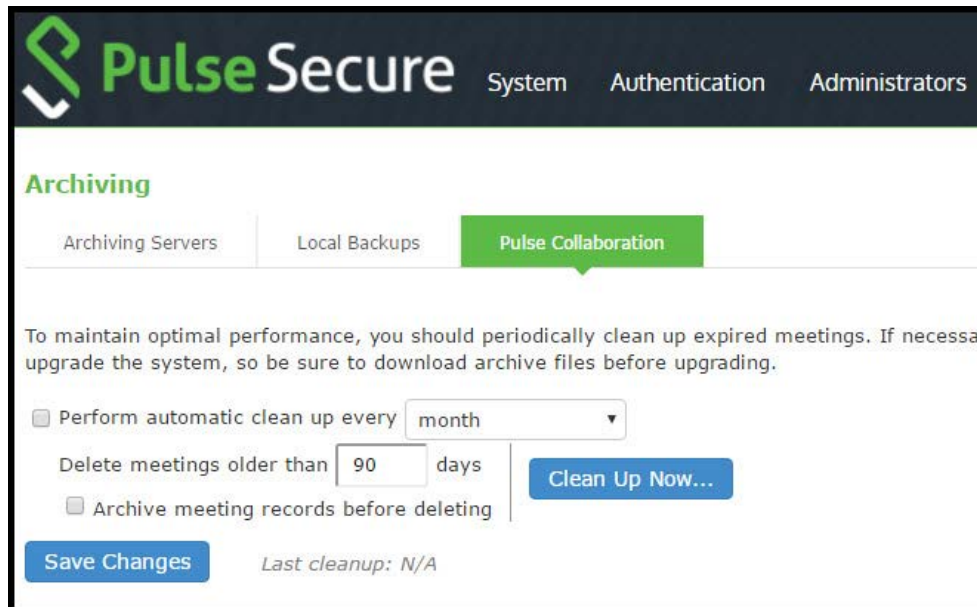 Pulse Secure System Authentication Administrators
Archiving
Archiving Servers Local Backups Pulse Collaboration
To maintain optimal performance, you should periodically clean up expired meetings. If necessa
upgrade the system, so be sure to download archive files before upgrading.
Perform automatic clean up every month
Delete meetings older than 90 days
Clean Up Now...
Archive meeting records before deleting
Save Changes Last cleanup: N/A